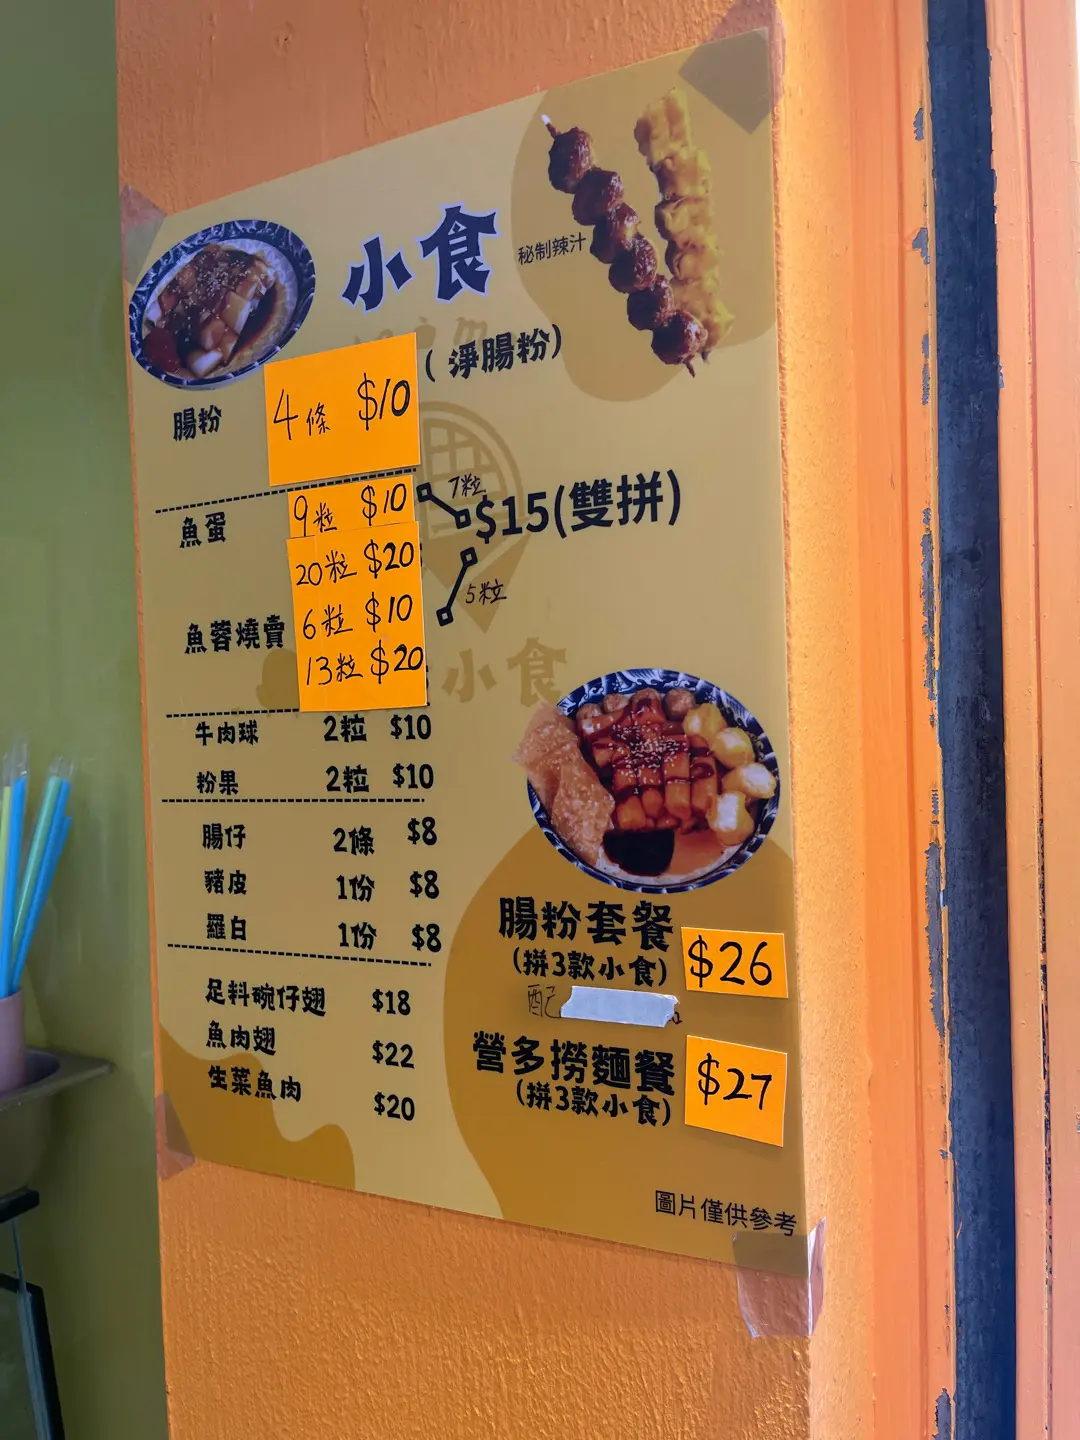 小食
秘制辣汁
腸粉 4條 $10 (淨腸粉)
魚蛋 9粒 $10
20粒 $20
7粒
$15(雙拼)
5粒
魚蓉燒賣 6粒 $10
13粒 $20
小食
牛肉球 2粒 $10
粉果 2粒 $10
腸仔 2條 $8
豬皮 1份 $8
羅白 1份 $8
足料碗仔翅 $18
魚肉翅 $22
生菜魚肉 $20
腸粉套餐 $26
(拼3款小食)
配
營多撈麵餐 $27
(拼3款小食)
圖片僅供參考